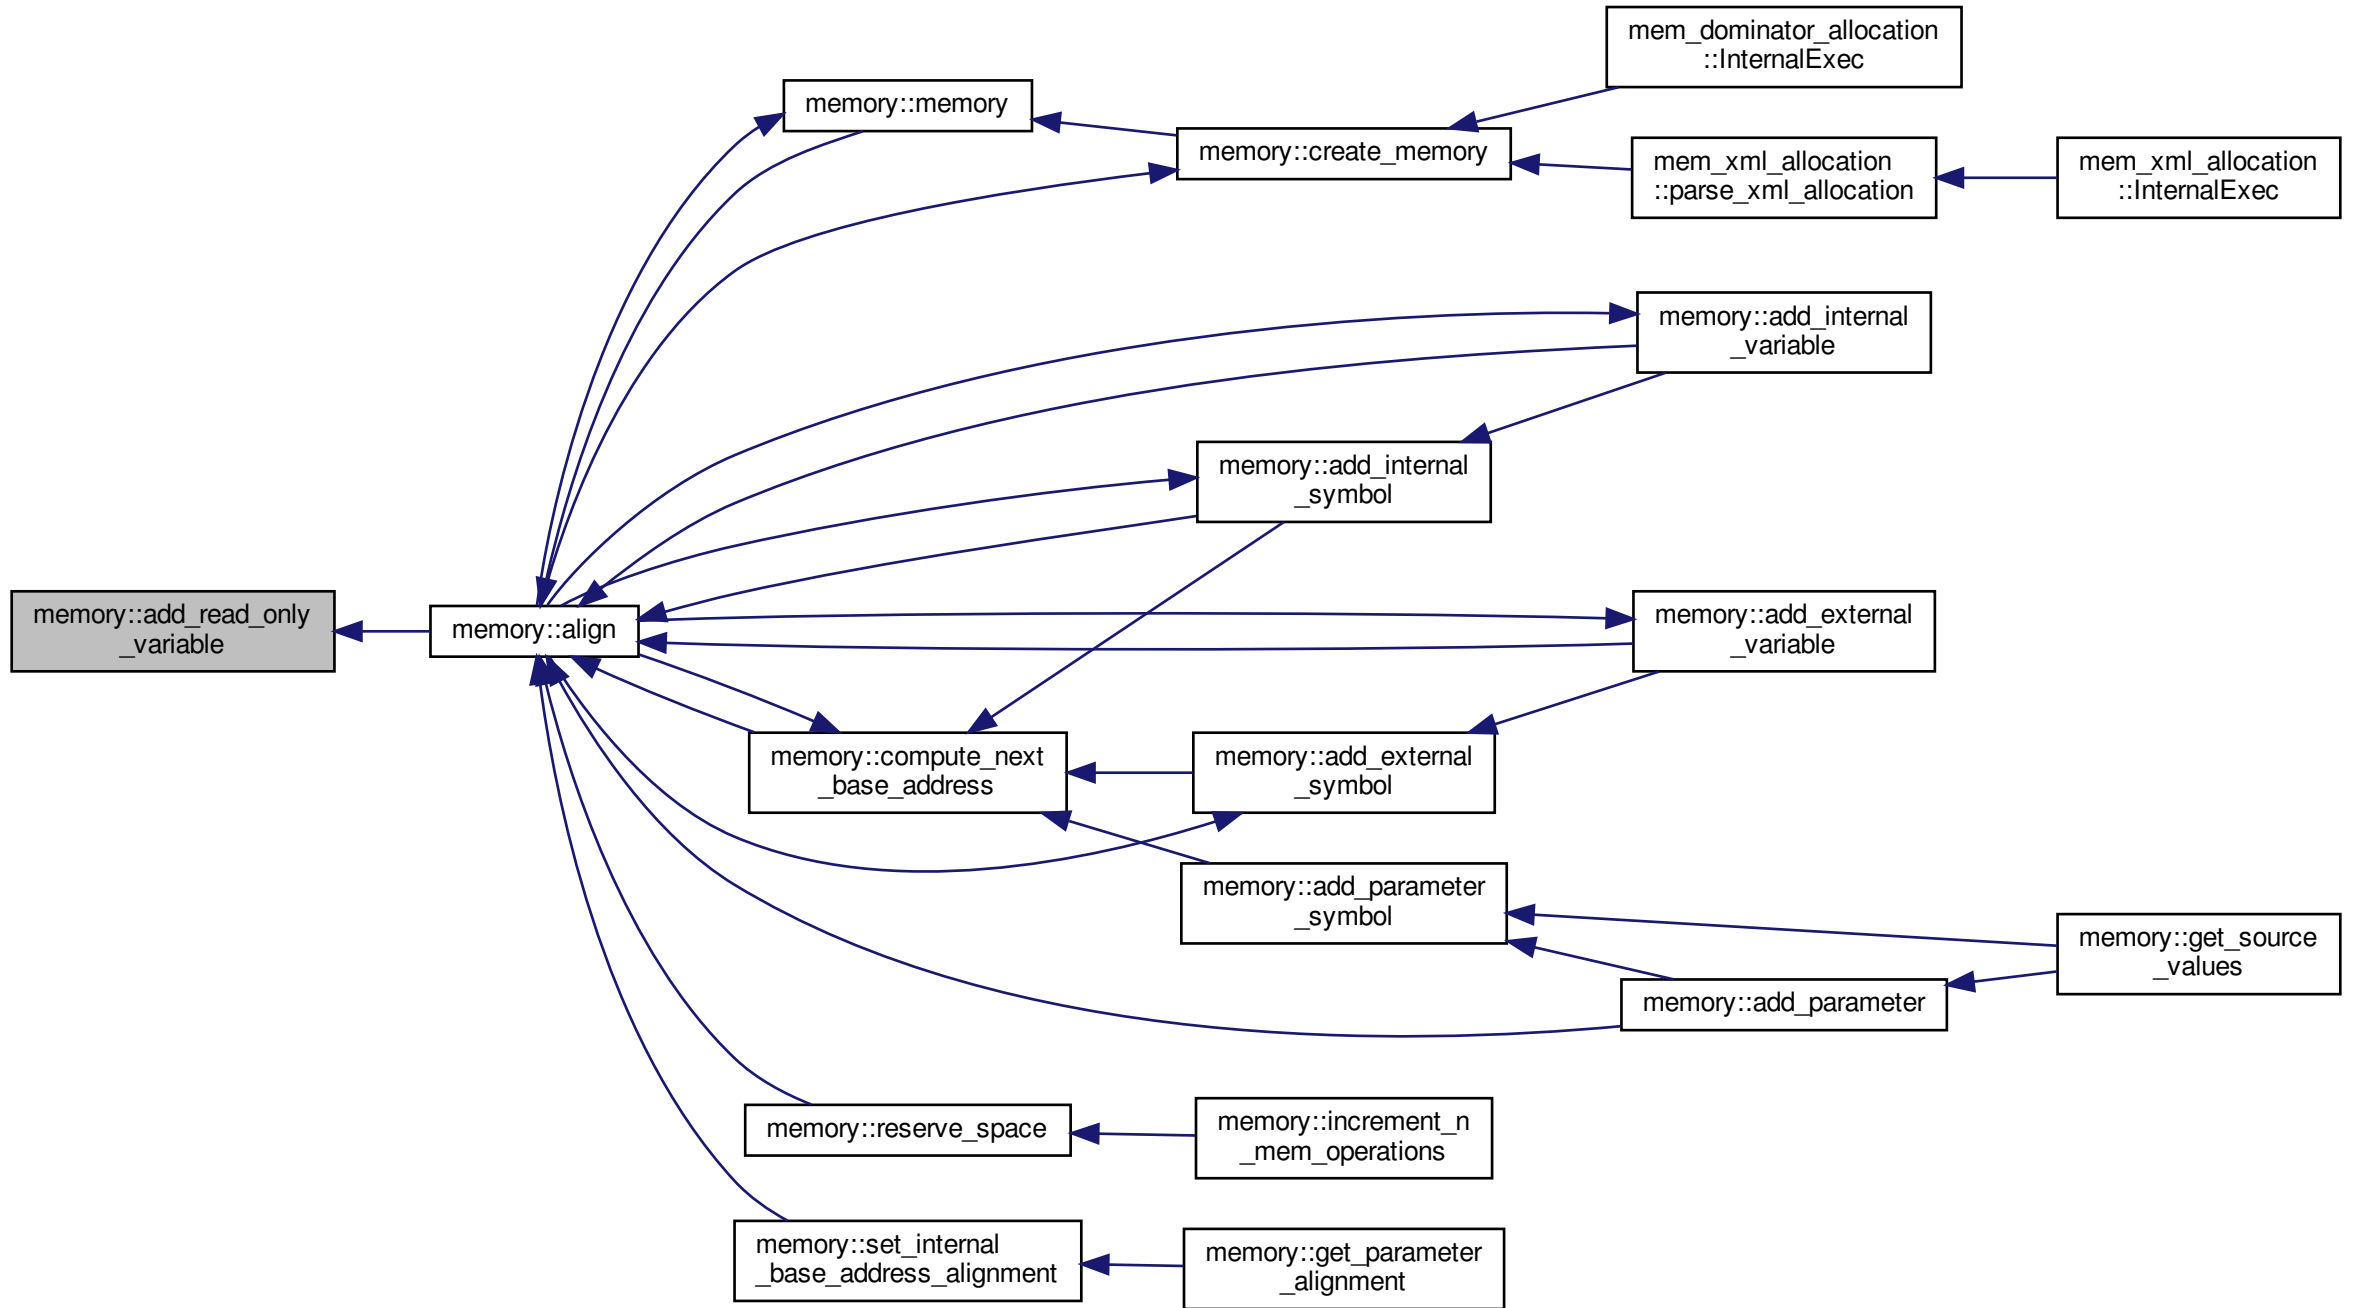 mem_dominator_allocation
::InternalExec
memory::memory
memory::create_memory
mem_xml_allocation
::parse_xml_allocation
mem_xml_allocation
::InternalExec
memory::add_internal
_variable
memory::add_internal
_symbol
memory::add_read_only
_variable
memory::align
memory::add_external
_variable
memory::compute_next
_base_address
memory::add_external
_symbol
memory::add_parameter
_symbol
memory::get_source
_values
memory::add_parameter
memory::reserve_space
memory::increment_n
_mem_operations
memory::set_internal
_base_address_alignment
memory::get_parameter
_alignment